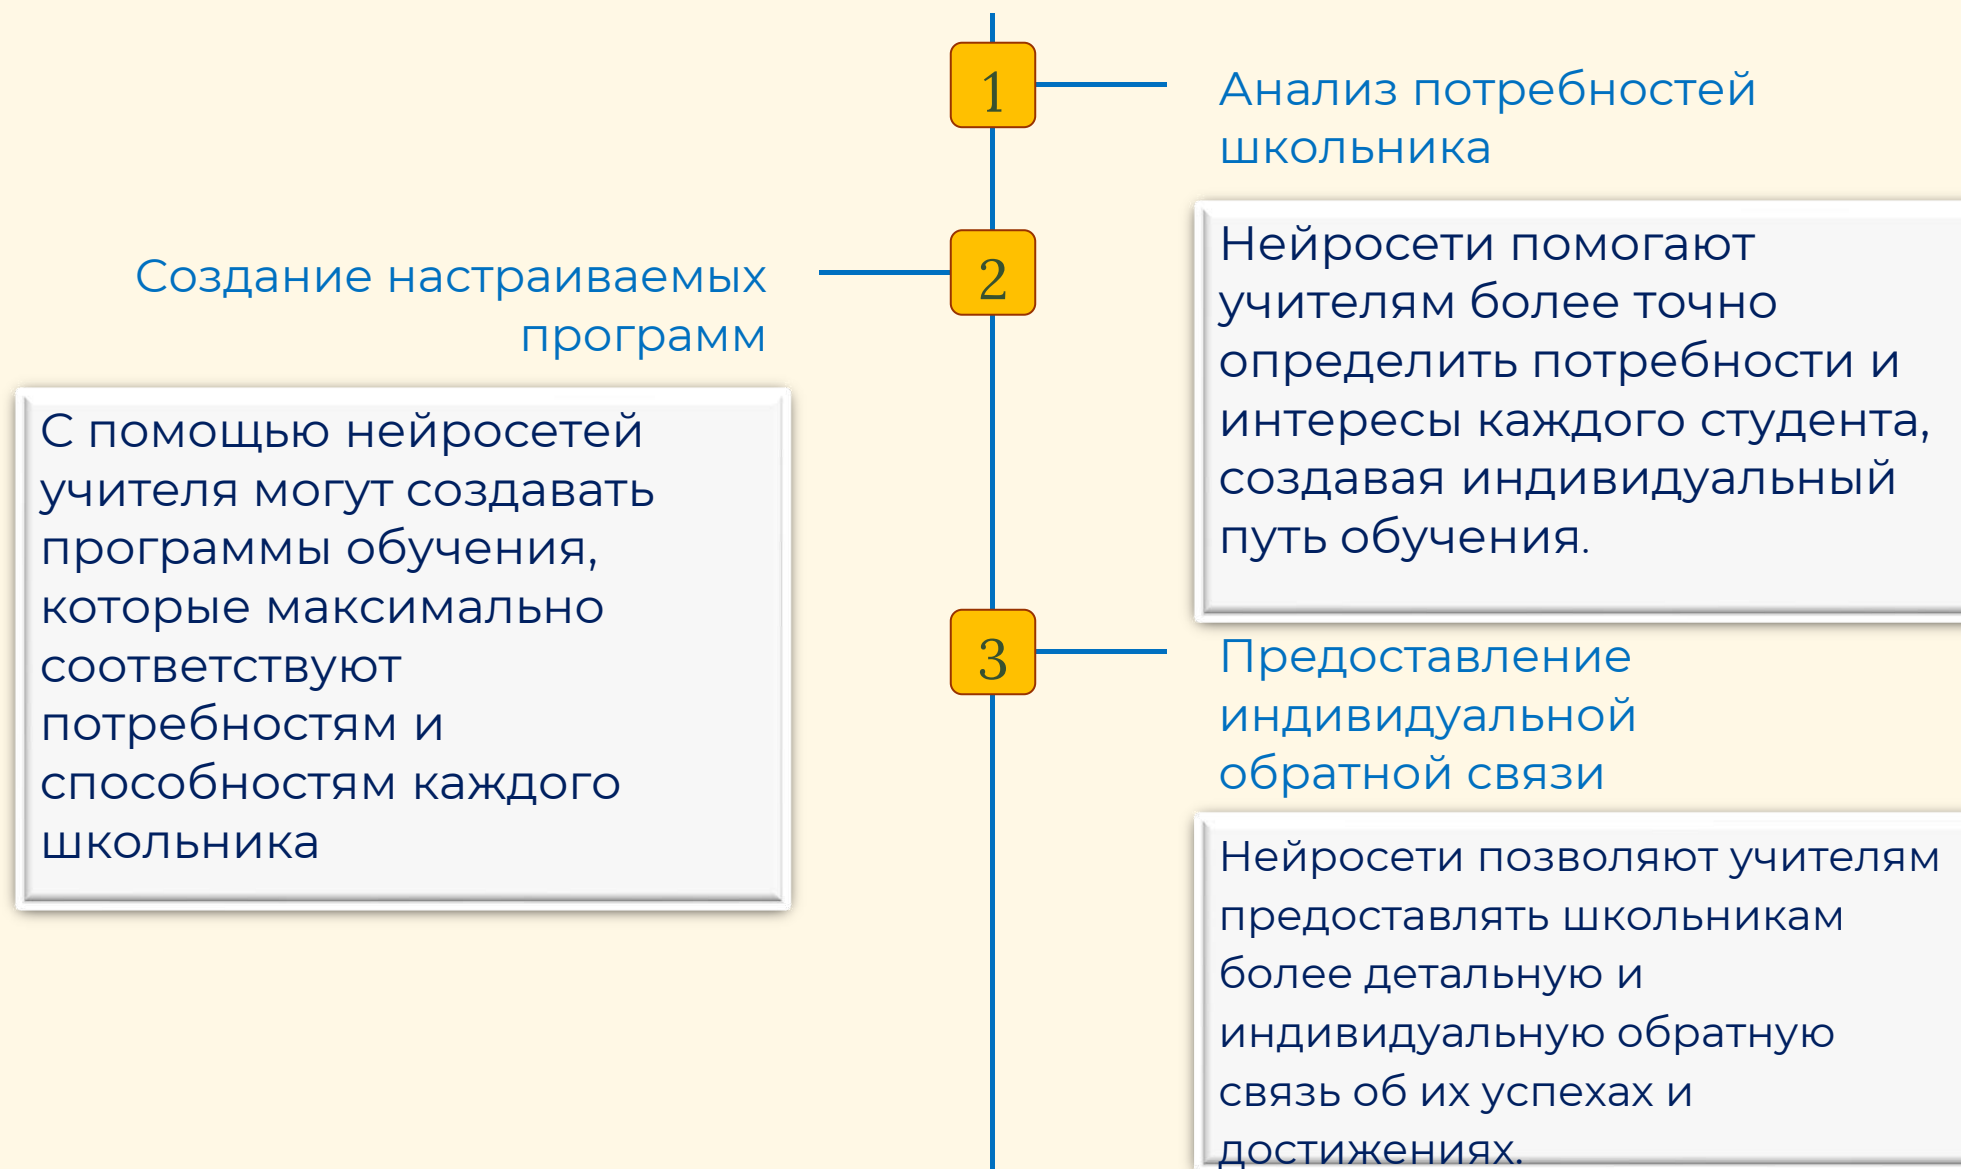 1
Анализ потребностей
школьника
Нейросети помогают
учителям более точно
определить потребности и
интересы каждого студента,
создавая индивидуальный
путь обучения.
2
Создание настраиваемых
программ
С помощью нейросетей
учителя могут создавать
программы обучения,
которые максимально
соответствуют
потребностям и
способностям каждого
школьника
3
Предоставление
индивидуальной
обратной связи
Нейросети позволяют учителям
предоставлять школьникам
более детальную и
индивидуальную обратную
связь об их успехах и
достижениях.